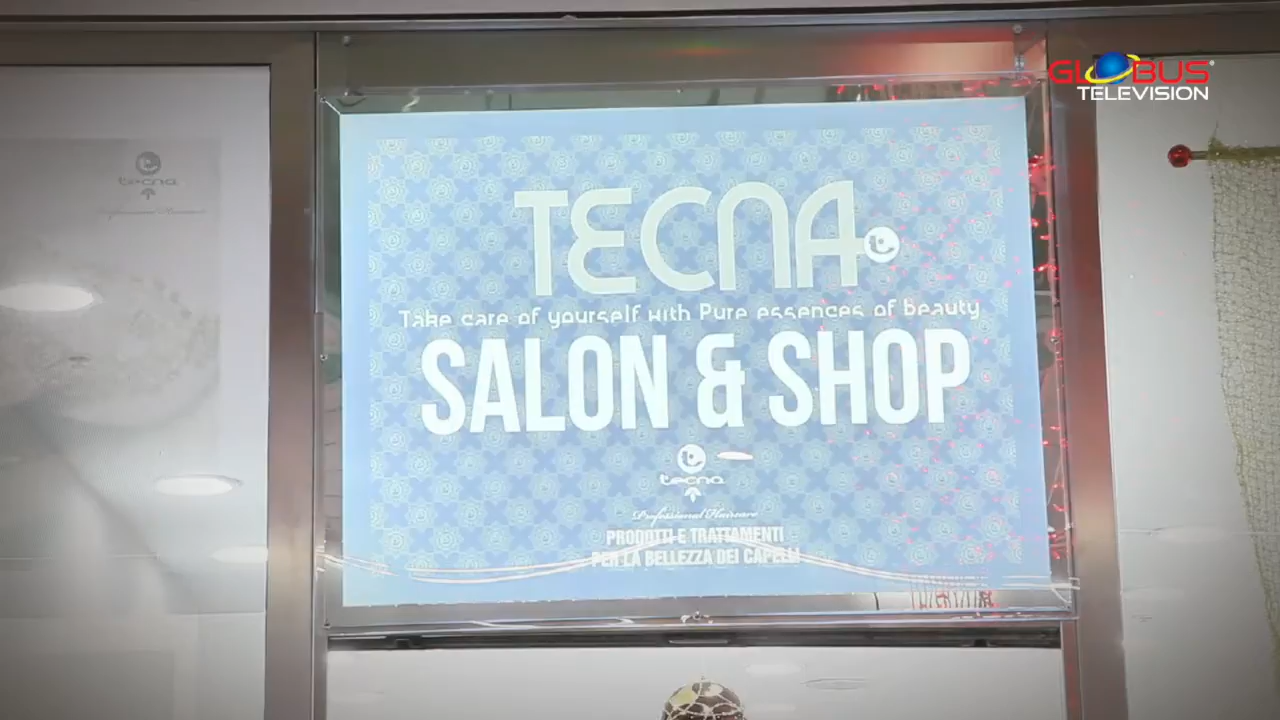 GLOBUS
TELEVISION
tecna
TECNA
Take care of yourself with Pure essences of beauty
SALON & SHOP
tecna
Professional Haircare
PRODOTTI E TRATTAMENTI
PER LA BELLEZZA DEI CAPELLI